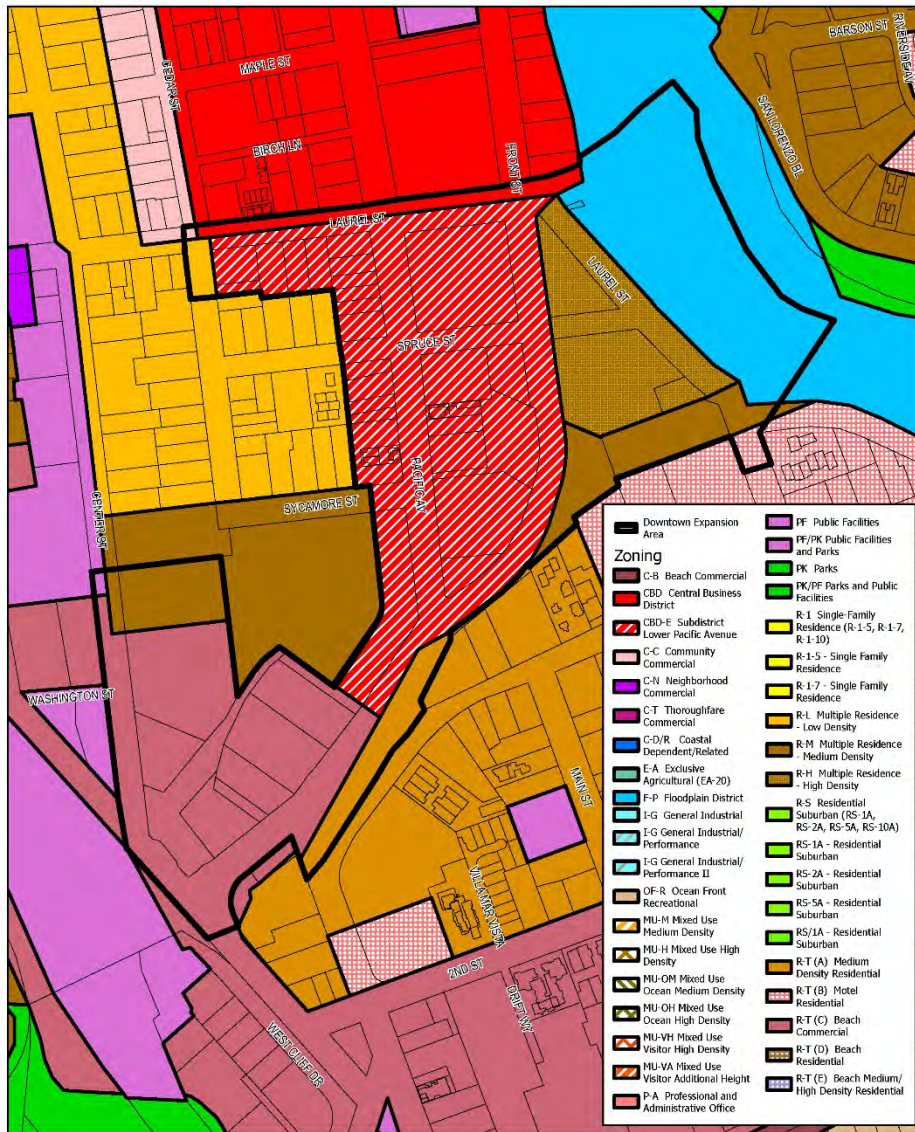 BARSON ST
RIVERSIDE AV
CEDAR ST
MAPLE ST
SAN LORENZO BL
BIRCH LN
FRONT ST
LAUREL ST
LAUREL ST
SPRUCE ST
PACIFIC AV
SYCAMORE ST
CENTER ST
WASHINGTON ST
MAIN ST
VILLA MAR VISTA
2ND ST
DRIFT WY
WEST CLIFF DR
Downtown Expansion
Area
Zoning
C-B Beach Commercial
CBD Central Business
District
CBD-E Subdistrict
Lower Pacific Avenue
C-C Community
Commercial
C-N Neighborhood
Commercial
C-T Thoroughfare
Commercial
C-D/R Coastal
Dependent/Related
E-A Exclusive
Agricultural (EA-20)
F-P Floodplain District
I-G General Industrial
I-G General Industrial/
Performance
I-G General Industrial/
Performance II
OF-R Ocean Front
Recreational
MU-M Mixed Use
Medium Density
MU-H Mixed Use High
Density
MU-OM Mixed Use
Ocean Medium Density
MU-OH Mixed Use
Ocean High Density
MU-VH Mixed Use
Visitor High Density
MU-VA Mixed Use
Visitor Additional Height
P-A Professional and
Administrative Office
PF Public Facilities
PF/PK Public Facilities
and Parks
PK Parks
PK/PF Parks and Public
Facilities
R-1 Single-Family
Residence (R-1-5, R-1-7,
R-1-10)
R-1-5 - Single Family
Residence
R-1-7 - Single Family
Residence
R-L Multiple Residence
- Low Density
R-M Multiple Residence
- Medium Density
R-H Multiple Residence
- High Density
R-S Residential
Suburban (RS-1A,
RS-2A, RS-5A, RS-10A)
RS-1A - Residential
Suburban
RS-2A - Residential
Suburban
RS-5A - Residential
Suburban
RS/1A - Residential
Suburban
R-T (A) Medium
Density Residential
R-T (B) Motel
Residential
R-T (C) Beach
Commercial
R-T (D) Beach
Residential
R-T (E) Beach Medium/
High Density Residential